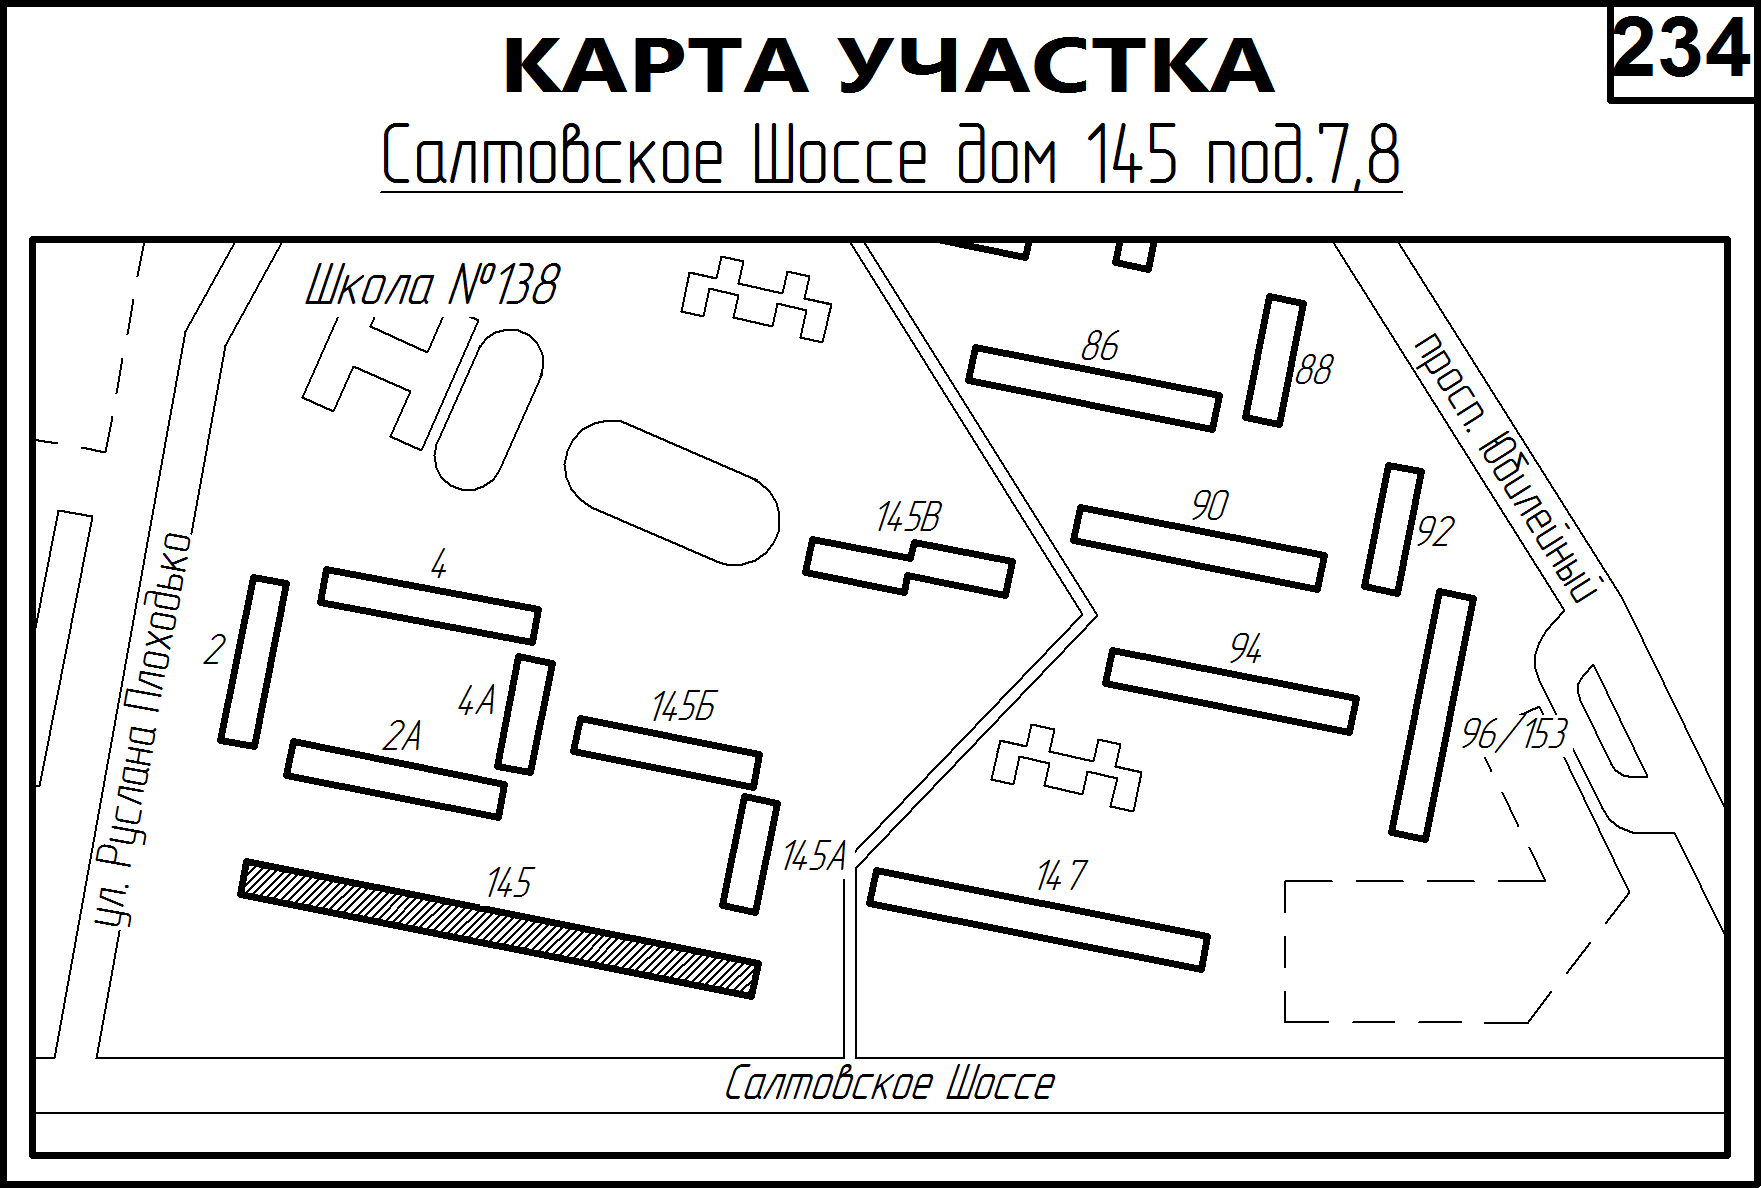 234
КАРТА УЧАСТКА
Салтовское Шоссе дом 145 под.7,8
Школа №138
86
88
просп. Юбилейный
90
92
145В
4
2
94
4А
145Б
2А
96/153
ул. Руслана Плоходько
145А
145
147
Салтовское Шоссе